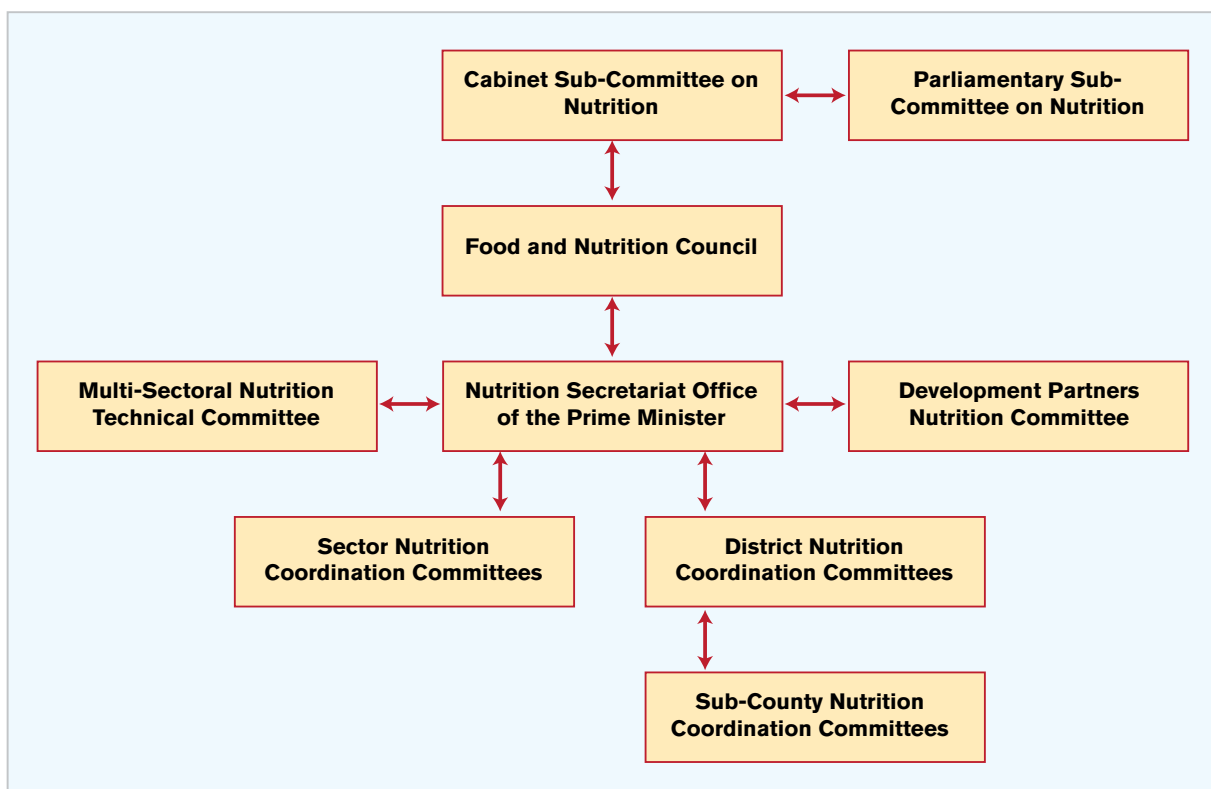 Cabinet Sub-Committee on
Nutrition
Parliamentary Sub-
Committee on Nutrition
Food and Nutrition Council
Multi-Sectoral Nutrition
Technical Committee
Nutrition Secretariat Office
of the Prime Minister
Development Partners
Nutrition Committee
Sector Nutrition
Coordination Committees
District Nutrition
Coordination Committees
Sub-County Nutrition
Coordination Committees